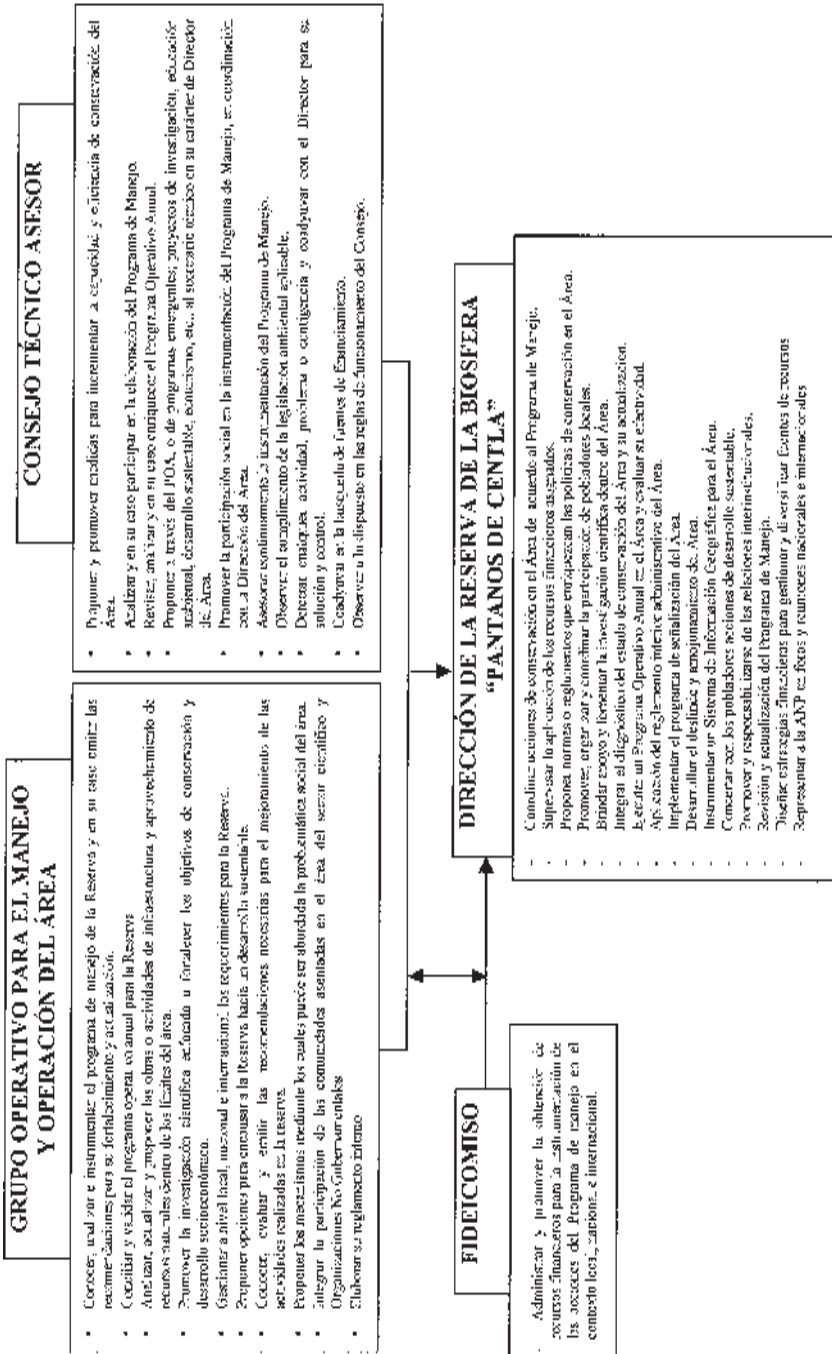 GRUPO OPERATIVO PARA EL MANEJO
Y OPERACIÓN DEL ÁREA
• Conocer, analizar e instrumentar el programa de manejo de la Reserva y en su caso emitir las
recomendaciones para su fortalecimiento y actualización.
• Conciliar y validar el programa operativo anual para la Reserva
• Analizar, actualizar y proponer las obras o actividades de infraestructura y aprovechamiento de
recursos naturales dentro de los límites del área.
• Promover la investigación científica enfocada a fortalecer los objetivos de conservación y
desarrollo socioeconómico.
• Gestionar a nivel local, nacional e internacional los requerimientos para la Reserva.
• Proponer opciones para encausar a la Reserva hacia un desarrollo sustentable.
• Conocer, evaluar y emitir las recomendaciones necesarias para el mejoramiento de las
actividades realizadas en la reserva.
• Proponer los mecanismos mediante los cuales puede ser abordada la problemática social del área.
• Integrar la participación de las comunidades asentadas en el área del sector científico y
Organizaciones No Gubernamentales
• Elaborar su reglamento interno
CONSEJO TÉCNICO ASESOR
• Proponer y promover medidas para incrementar la capacidad y eficiencia de conservación del
Área.
• Analizar y en su caso participar en la elaboración del Programa de Manejo.
• Revisar, analizar y en su caso enriquecer el Programa Operativo Anual.
• Proponer a través del POA, o de programas emergentes; proyectos de investigación, educación
ambiental, desarrollo sustentable, ecoturismo, etc., al secretario técnico en su carácter de Director
del Área.
• Promover la participación social en la instrumentación del Programa de Manejo, en coordinación
con la Dirección del Área.
• Asesorar continuamente la instrumentación del Programa de Manejo.
• Observar el cumplimiento de la legislación ambiental aplicable.
• Detectar cualquier actividad, problema o contigencia y coadyuvar con el Director para su
solución y control.
• Coadyuvar en la búsqueda de fuentes de financiamiento.
• Observar a lo dispuesto en las reglas de funcionamiento del Consejo.
FIDEICOMISO
Administrar y promover la obtención de
recursos financieros para la instrumentación de
las acciones del Programa de manejo en el
contexto local, nacional e internacional.
DIRECCIÓN DE LA RESERVA DE LA BIOSFERA
“PANTANOS DE CENTLA”
- Coordinar acciones de conservación en el Área de acuerdo al Programa de Manejo.
- Supervisar la aplicación de los recursos financieros asignados.
- Proponer normas o reglamentos que enriquezcan las políticas de conservación en el Área.
- Promover, organizar y coordinar la participación de pobladores locales.
- Brindar apoyo y fomentar la investigación científica dentro del Área.
- Integrar el diagnóstico del estado de conservación del Área y su actualización.
- Ejecutar un Programa Operativo Anual en el Área y evaluar su efectividad.
- Aplicación del reglamento interior administrativo del Área.
- Implementar el programa de señalización del Área.
- Desarrollar el deslinde y amojonamiento del Área.
- Instrumentar un Sistema de Información Geográfica para el Área.
- Concertar con los pobladores acciones de desarrollo sustentable.
- Promover y responsabilizarse de las relaciones interinstitucionales.
- Revisión y actualización del Programa de Manejo.
- Diseñar estrategias financieras para gestionar y diversificar fuentes de recursos
- Representar a la ANP en foros y reuniones nacionales e internacionales